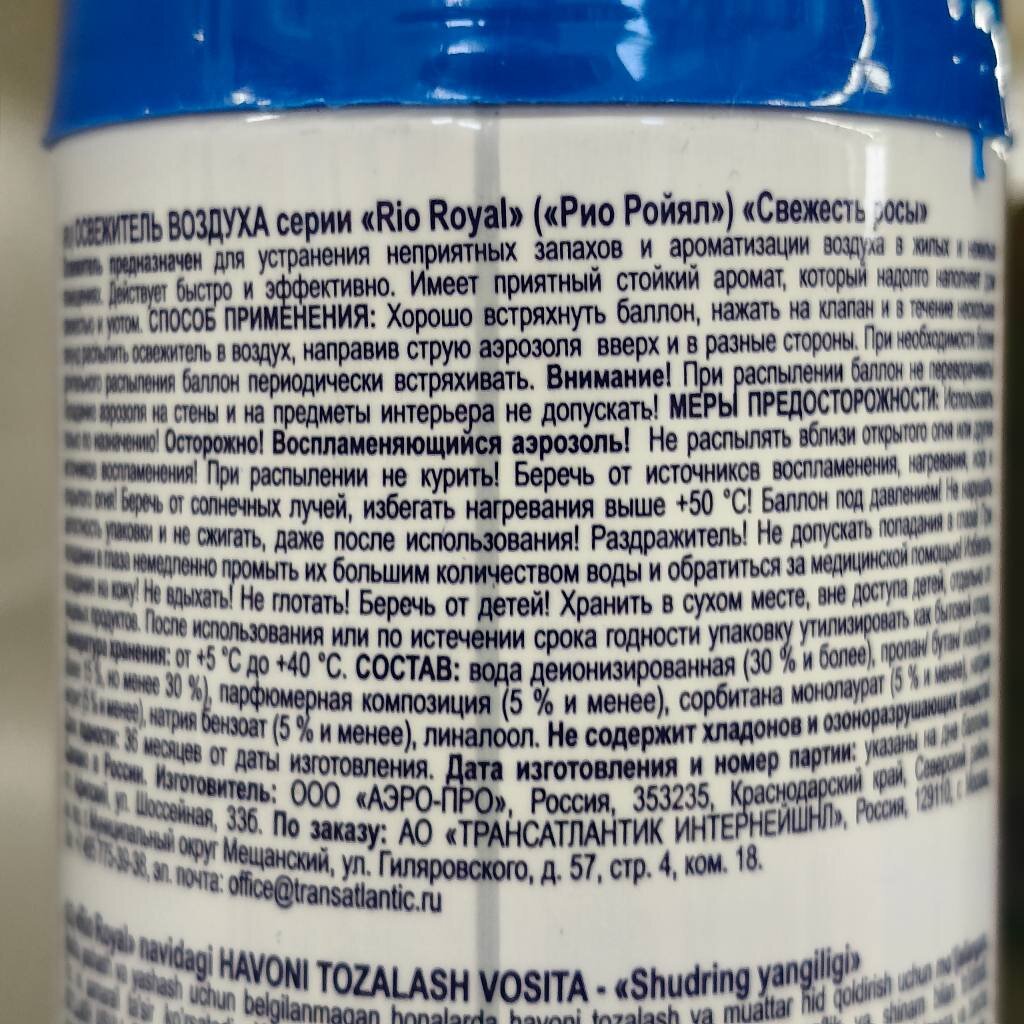 ОСВЕЖИТЕЛЬ ВОЗДУХА серии «Rio Royal» («Рио Ройял») «Свежесть росы»
предназначен для устранения неприятных запахов и ароматизации воздуха в жилых и
Действует быстро и эффективно. Имеет приятный стойкий аромат, который надолго наполнит
и уютом. СПОСОБ ПРИМЕНЕНИЯ: Хорошо встряхнуть баллон, нажать на клапан и в течение
распылить освежитель в воздух, направив струю аэрозоля вверх и в разные стороны. При необходимости
распыления баллон периодически встряхивать. Внимание! При распылении баллон не переворачивать
аэрозоля на стены и на предметы интерьера не допускать! МЕРЫ ПРЕДОСТОРОЖНОСТИ:
по назначению! Осторожно! Воспламеняющийся аэрозоль! Не распылять вблизи открытого огня или
воспламенения! При распылении не курить! Беречь от источников воспламенения, нагревания,
огня! Беречь от солнечных лучей, избегать нагревания выше +50 °C! Баллон под давлением! Не
упаковки и не сжигать, даже после использования! Раздражитель! Не допускать попадания в глаза! При
в глаза немедленно промыть их большим количеством воды и обратиться за медицинской помощью!
на кожу! Не вдыхать! Не глотать! Беречь от детей! Хранить в сухом месте, вне доступа детей,
продуктов. После использования или по истечении срока годности упаковку утилизировать как бытовой
хранения: от +5 °C до +40 °C. СОСТАВ: вода деионизированная (30 % и более), пропан бутан
но менее 30 %), парфюмерная композиция (5 % и менее), сорбитана монолаурат (5 % и менее),
натрия бензоат (5 % и менее), линалоол. Не содержит хладонов и озоноразрушающих
36 месяцев от даты изготовления. Дата изготовления и номер партии: указаны на дне
в России. Изготовитель: ООО «АЭРО-ПРО», Россия, 353235, Краснодарский край, Северский
ул. Шоссейная, 33б. По заказу: АО «ТРАНСАТЛАНТИК ИНТЕРНЕЙШНЛ», Россия, 129110, г.
округ Мещанский, ул. Гиляровского, д. 57, стр. 4, ком. 18.
эл. почта: office@transatlantic.ru
Royal» navidagi HAVONI TOZALASH VOSITA - «Shudring yangiligi»
yashash uchun belgilanmagan honalarda havoni tozalash va muattar hid qoldirish uchun